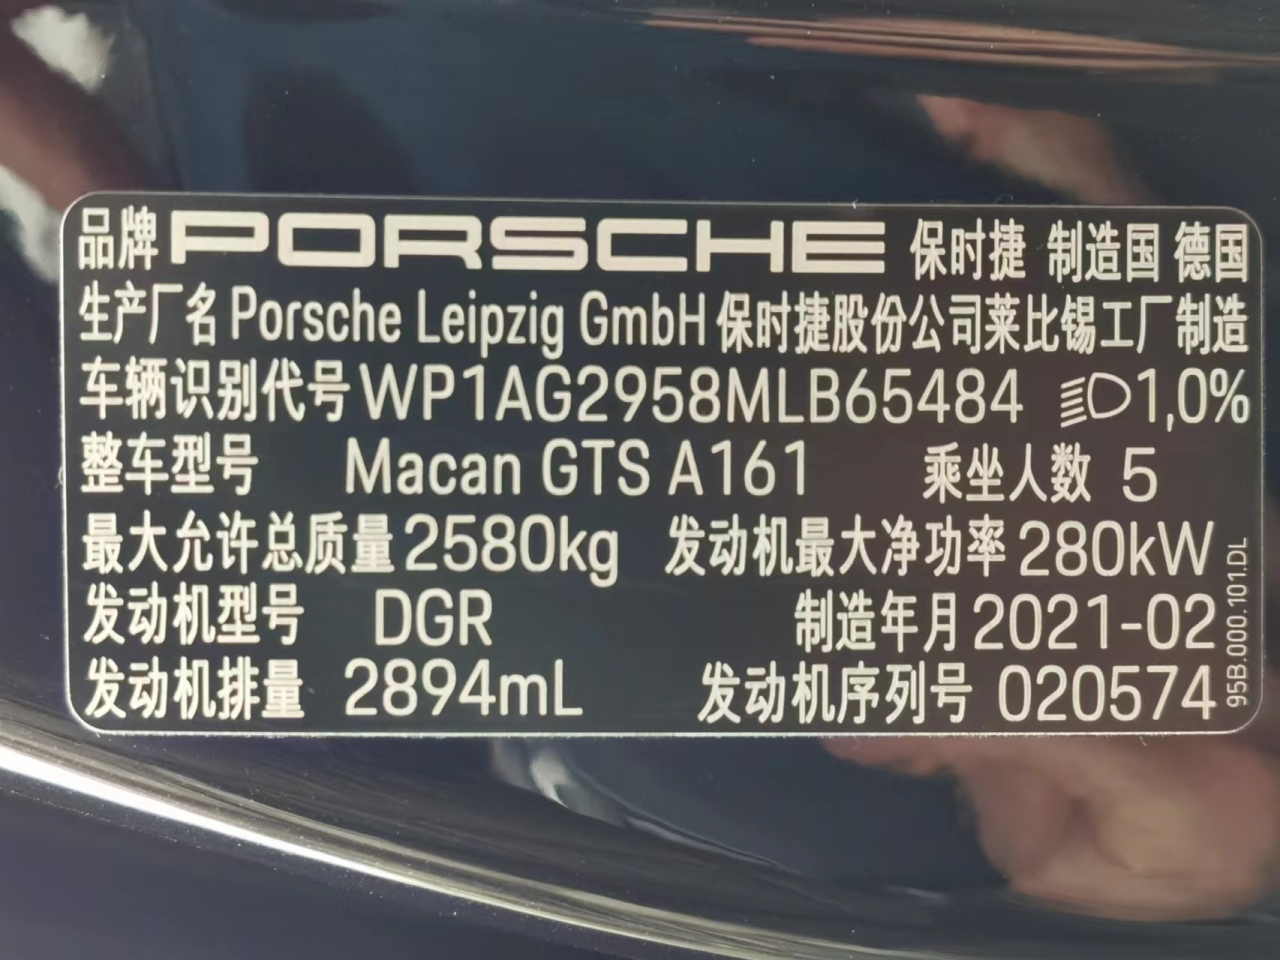 品牌 PORSCHE 保时捷 制造国 德国
生产厂名 Porsche Leipzig GmbH 保时捷股份公司莱比锡工厂制造
车辆识别代号 WP1AG2958MLB65484 1,0%
整车型号 Macan GTS A161 乘坐人数 5
最大允许总质量 2580kg 发动机最大净功率 280kW
发动机型号 DGR 制造年月 2021-02
发动机排量 2894mL 发动机序列号 020574
95B.000.101.DL